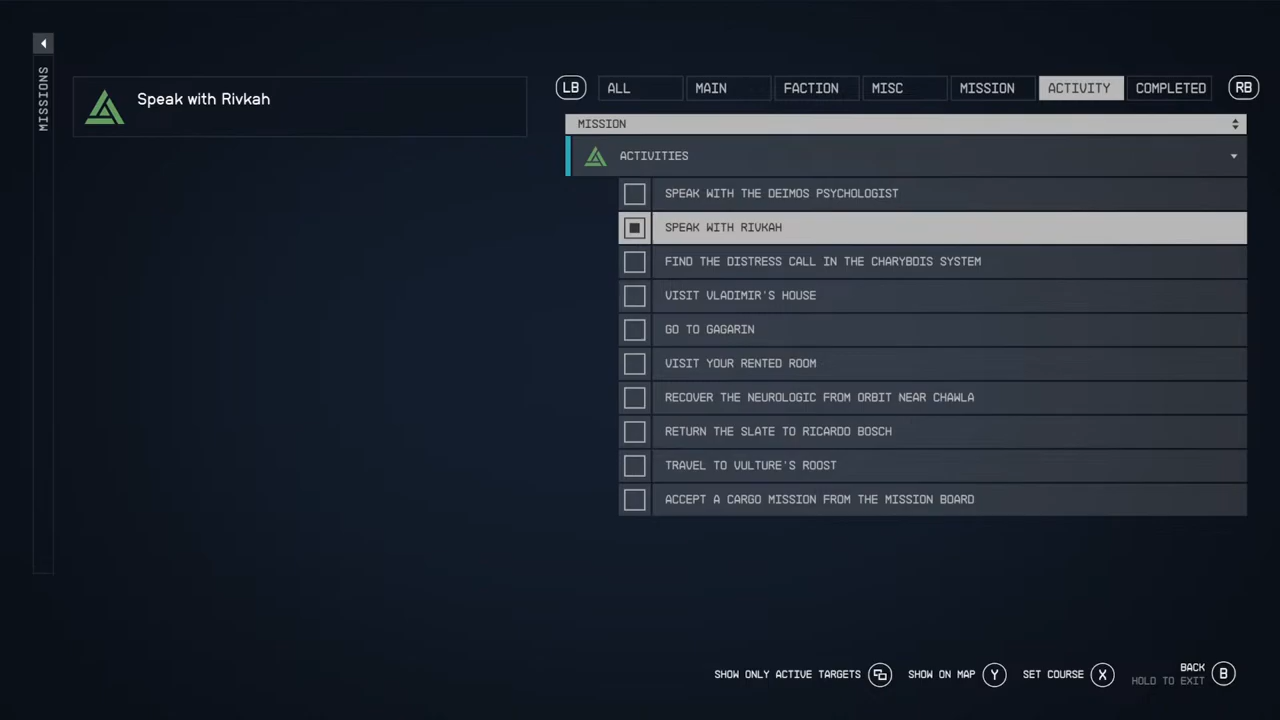 MISSIONS
Speak with Rivkah
LB
ALL
MAIN
FACTION
MISC
MISSION
ACTIVITY
COMPLETED
RB
MISSION
ACTIVITIES
SPEAK WITH THE DEIMOS PSYCHOLOGIST
SPEAK WITH RIVKAH
FIND THE DISTRESS CALL IN THE CHARYBDIS SYSTEM
VISIT VLADIMIR'S HOUSE
GO TO GAGARIN
VISIT YOUR RENTED ROOM
RECOVER THE NEUROLOGIC FROM ORBIT NEAR CHAWLA
RETURN THE SLATE TO RICARDO BOSCH
TRAVEL TO VULTURE'S ROOST
ACCEPT A CARGO MISSION FROM THE MISSION BOARD
SHOW ONLY ACTIVE TARGETS
SHOW ON MAP Y
SET COURSE X
BACK B
HOLD TO EXIT